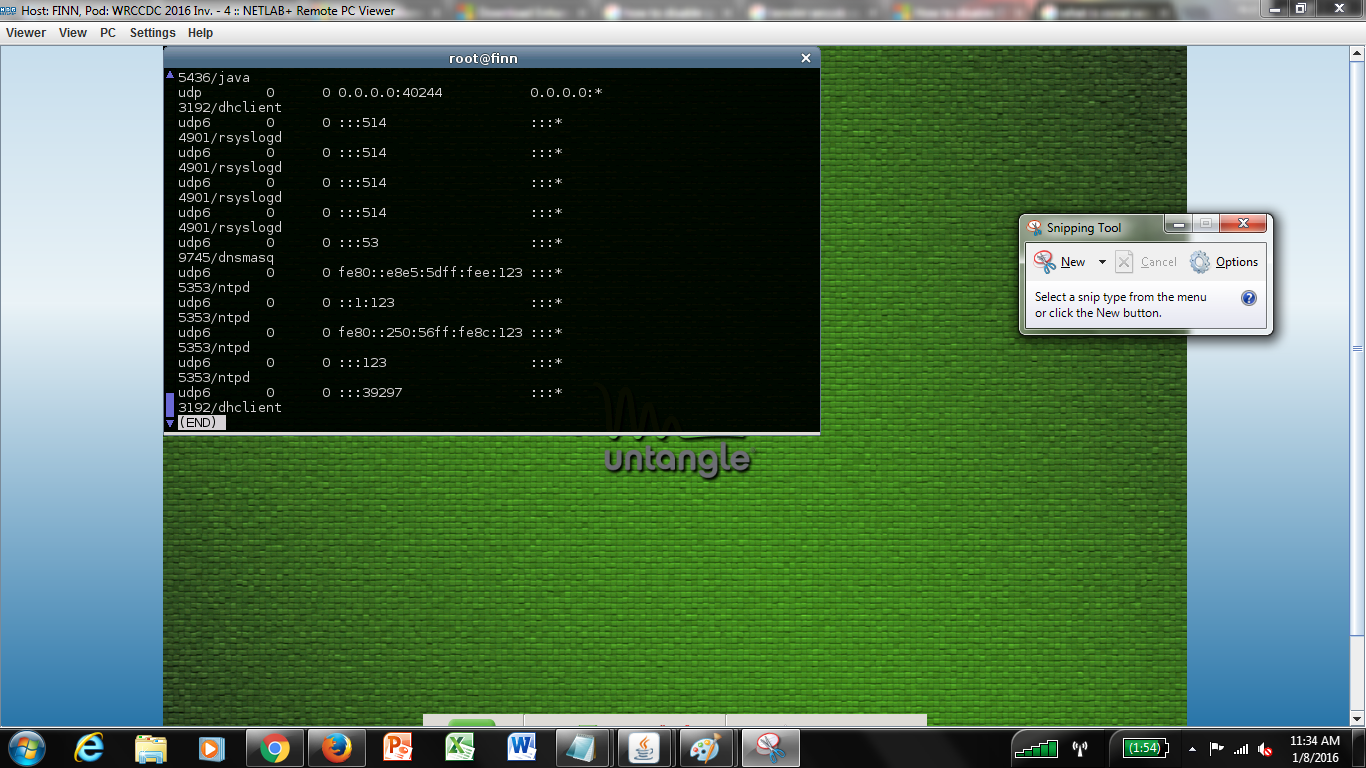 Host: FINN, Pod: WRCCDC 2016 Inv. - 4 :: NETLAB+ Remote PC Viewer
Viewer View PC Settings Help
root@finn
5436/java
udp 0 0 0.0.0.0:40244 0.0.0.0:*
3192/dhclient
udp6 0 0 :::514 :::*
4901/rsyslogd
udp6 0 0 :::514 :::*
4901/rsyslogd
udp6 0 0 :::514 :::*
4901/rsyslogd
udp6 0 0 :::514 :::*
4901/rsyslogd
udp6 0 0 :::53 :::*
9745/dnsmasq
udp6 0 0 fe80::e8e5:5dff:fee:123 :::*
5353/ntpd
udp6 0 0 ::1:123 :::*
5353/ntpd
udp6 0 0 fe80::250:56ff:fe8c:123 :::*
5353/ntpd
udp6 0 0 :::123 :::*
5353/ntpd
udp6 0 0 :::39297 :::*
3192/dhclient
(END)
untangle
Snipping Tool
New Cancel Options
Select a snip type from the menu
or click the New button.
(1:54)
11:34 AM
1/8/2016